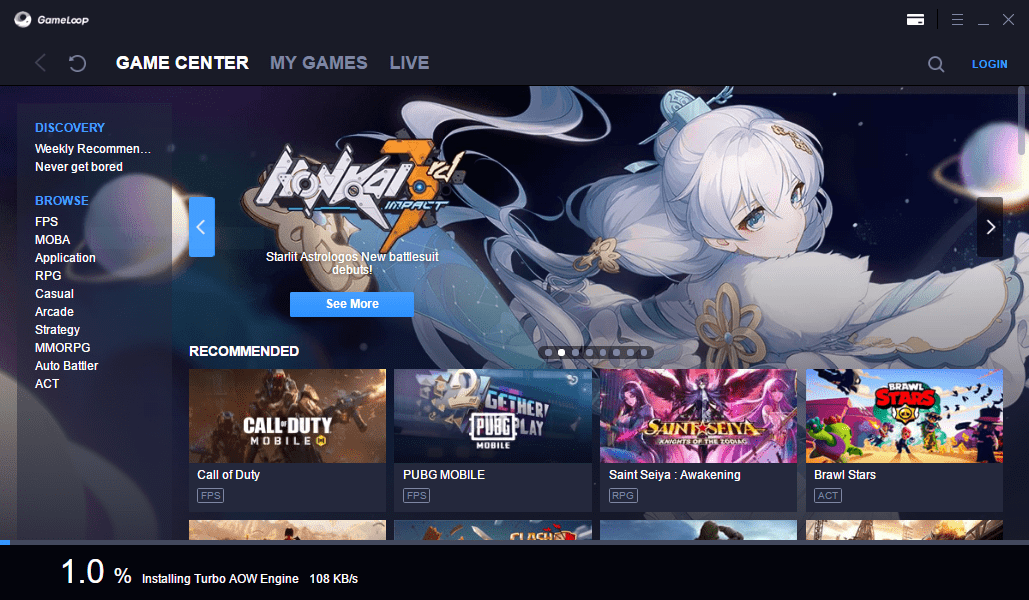 GameLoop
GAME CENTER MY GAMES LIVE
LOGIN
DISCOVERY
Weekly Recommen...
Never get bored
BROWSE
FPS
MOBA
Application
RPG
Casual
Arcade
Strategy
MMORPG
Auto Battler
ACT
HONKAI 3rd
IMPACT
Starlit Astrologos New battlesuit
debuts!
See More
RECOMMENDED
CALL OF DUTY
MOBILE
Call of Duty
FPS
2GETHER!
PUBG PLAY
MOBILE
PUBG MOBILE
FPS
SAINT SEIYA
KNIGHTS OF THE ZODIAC
Saint Seiya : Awakening
RPG
BRAWL
STARS
Brawl Stars
ACT
CLASH
1.0 % Installing Turbo AOW Engine 108 KB/s